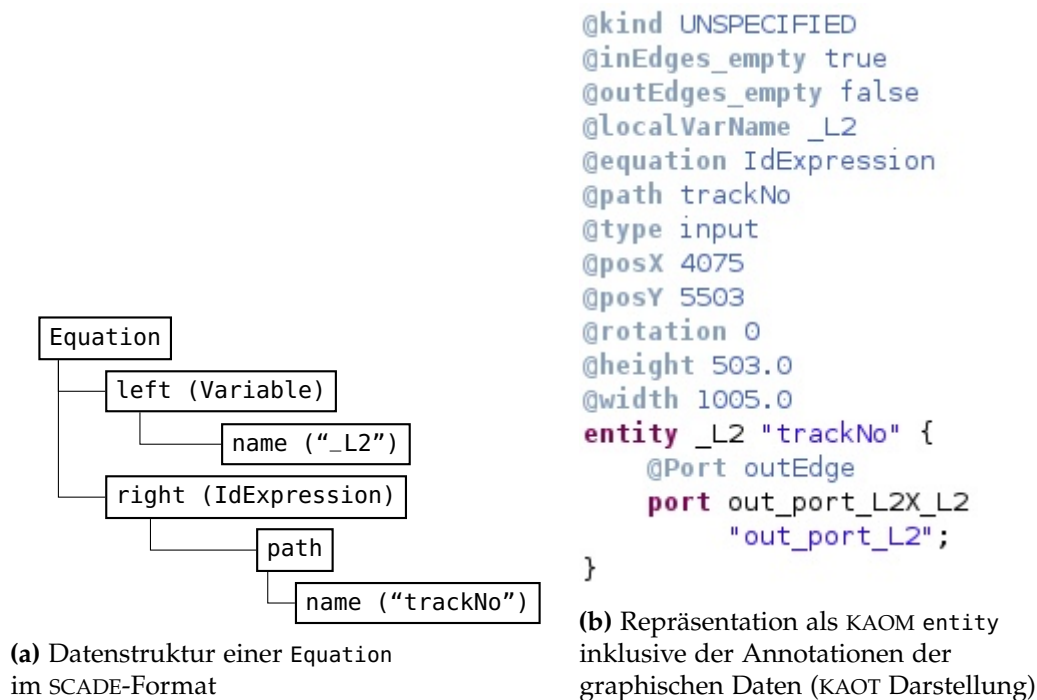 Equation
left (Variable)
name (“_L2”)
right (IdExpression)
path
name (“trackNo”)
(a) Datenstruktur einer Equation
im SCADE-Format
@kind UNSPECIFIED
@inEdges_empty true
@outEdges_empty false
@localVarName _L2
@equation IdExpression
@path trackNo
@type input
@posX 4075
@posY 5503
@rotation 0
@height 503.0
@width 1005.0
entity _L2 "trackNo" {
@Port outEdge
port out_port_L2X_L2
"out_port_L2";
}
(b) Repräsentation als KAOM entity
inklusive der Annotationen der
graphischen Daten (KAOT Darstellung)